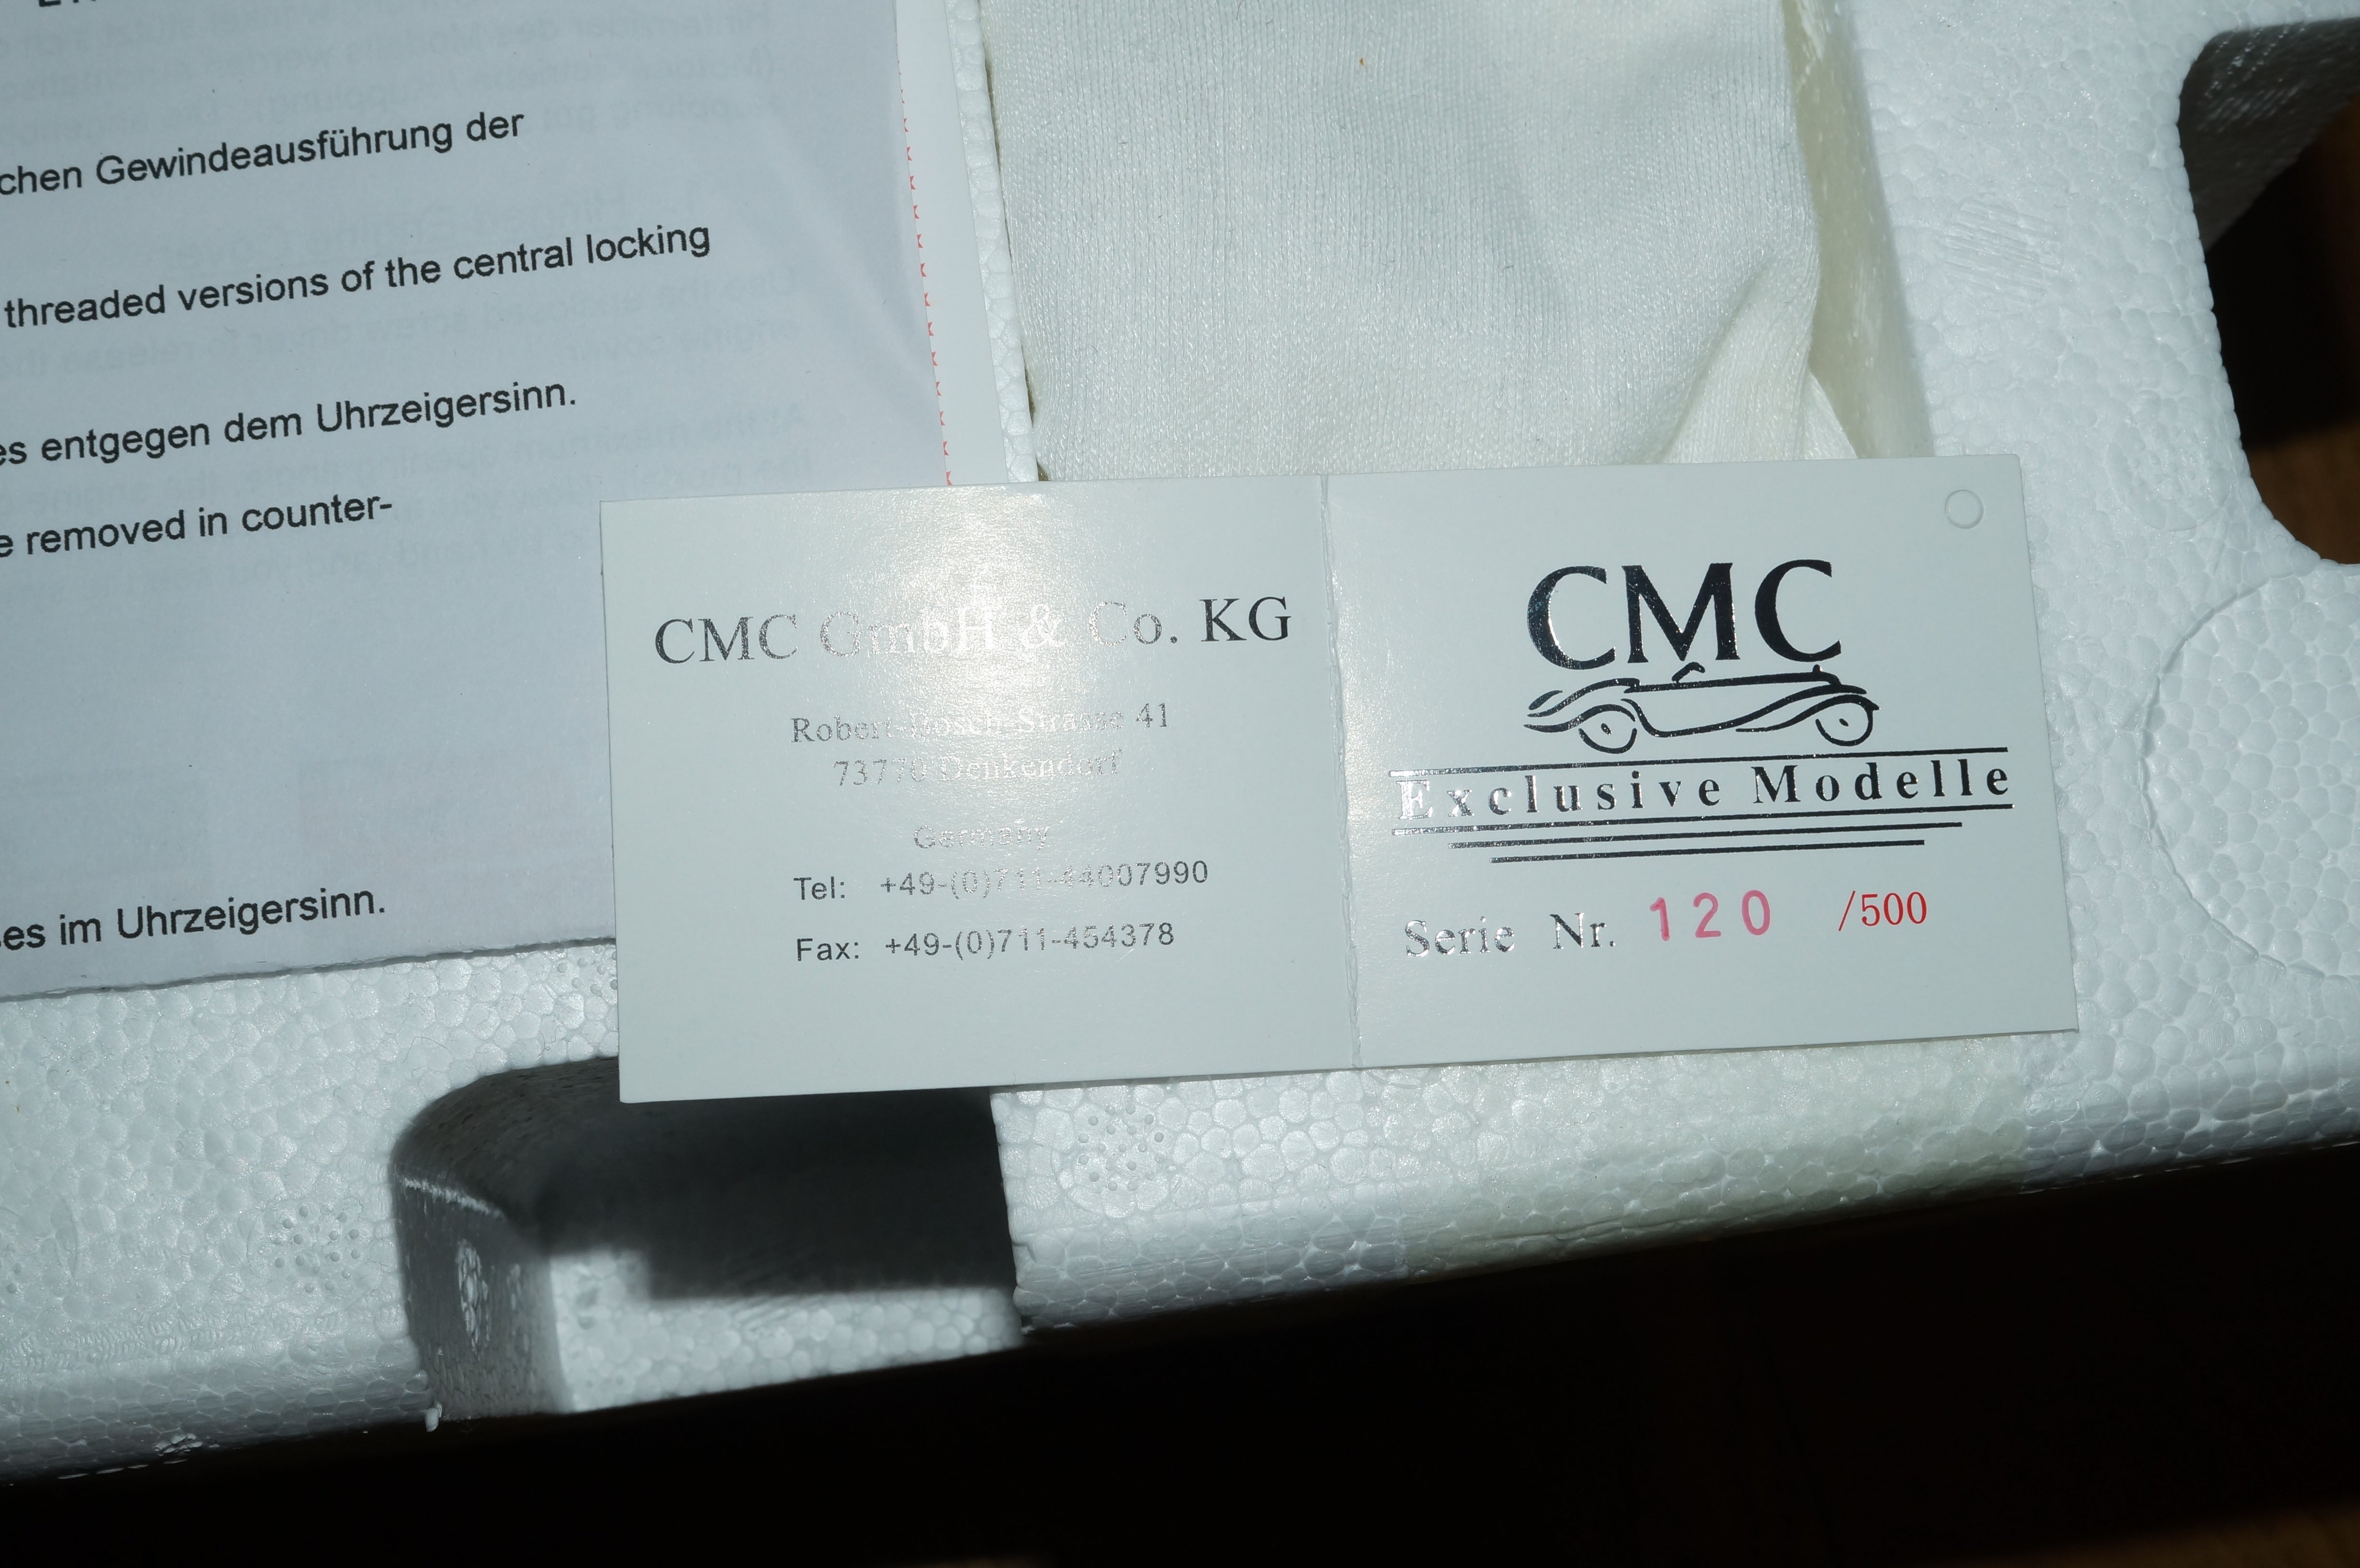 chen Gewindeausführung der
threaded versions of the central locking
es entgegen dem Uhrzeigersinn.
e removed in counter-
es im Uhrzeigersinn.
CMC GmbH & Co. KG
Robert-Bosch-Strasse 41
73770 Denkendorf
Germany
Tel: +49-(0)711-44007990
Fax: +49-(0)711-454378
CMC
Exclusive Modelle
Serie Nr. 120 /500